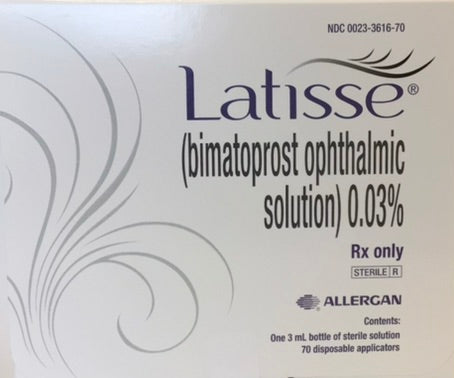 NDC 0023-3616-70
Latisse®
(bimatoprost ophthalmic
solution) 0.03%
Rx only
STERILE R
ALLERGAN
Contents:
One 3 mL bottle of sterile solution
70 disposable applicators